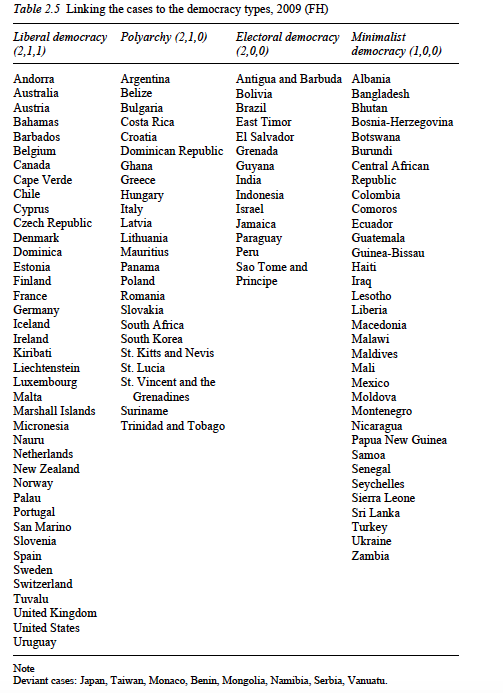 Table 2.5 Linking the cases to the democracy types, 2009 (FH)
Liberal democracy (2,1,1)
Polyarchy (2,1,0)
Electoral democracy (2,0,0)
Minimalist democracy (1,0,0)
Andorra
Australia
Austria
Bahamas
Barbados
Belgium
Canada
Cape Verde
Chile
Cyprus
Czech Republic
Denmark
Dominica
Estonia
Finland
France
Germany
Iceland
Ireland
Kiribati
Liechtenstein
Luxembourg
Malta
Marshall Islands
Micronesia
Nauru
Netherlands
New Zealand
Norway
Palau
Portugal
San Marino
Slovenia
Spain
Sweden
Switzerland
Tuvalu
United Kingdom
United States
Uruguay
Argentina
Belize
Bulgaria
Costa Rica
Croatia
Dominican Republic
Ghana
Greece
Hungary
Italy
Latvia
Lithuania
Mauritius
Panama
Poland
Romania
Slovakia
South Africa
South Korea
St. Kitts and Nevis
St. Lucia
St. Vincent and the
Grenadines
Suriname
Trinidad and Tobago
Antigua and Barbuda
Bolivia
Brazil
East Timor
El Salvador
Grenada
Guyana
India
Indonesia
Israel
Jamaica
Paraguay
Peru
Sao Tome and
Principe
Albania
Bangladesh
Bhutan
Bosnia-Herzegovina
Botswana
Burundi
Central African
Republic
Colombia
Comoros
Ecuador
Guatemala
Guinea-Bissau
Haiti
Iraq
Lesotho
Liberia
Macedonia
Malawi
Maldives
Mali
Mexico
Moldova
Montenegro
Nicaragua
Papua New Guinea
Samoa
Senegal
Seychelles
Sierra Leone
Sri Lanka
Turkey
Ukraine
Zambia
Note
Deviant cases: Japan, Taiwan, Monaco, Benin, Mongolia, Namibia, Serbia, Vanuatu.